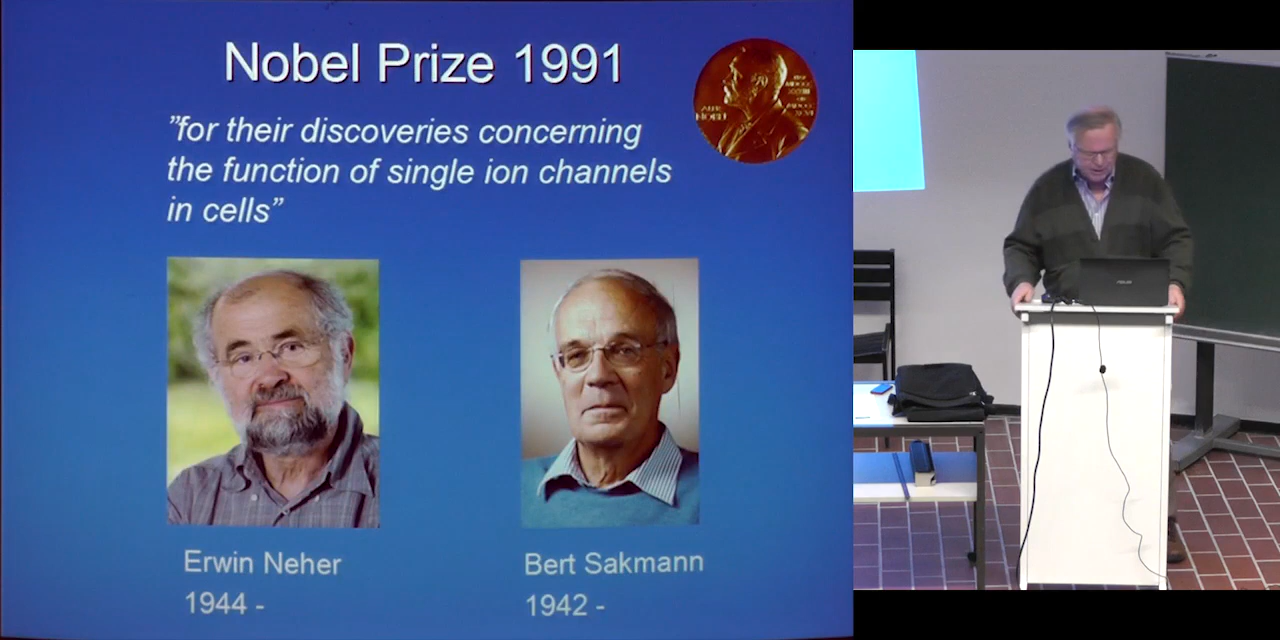 Nobel Prize 1991
”for their discoveries concerning
the function of single ion channels
in cells”
Erwin Neher
1944 -
Bert Sakmann
1942 -
ASUS